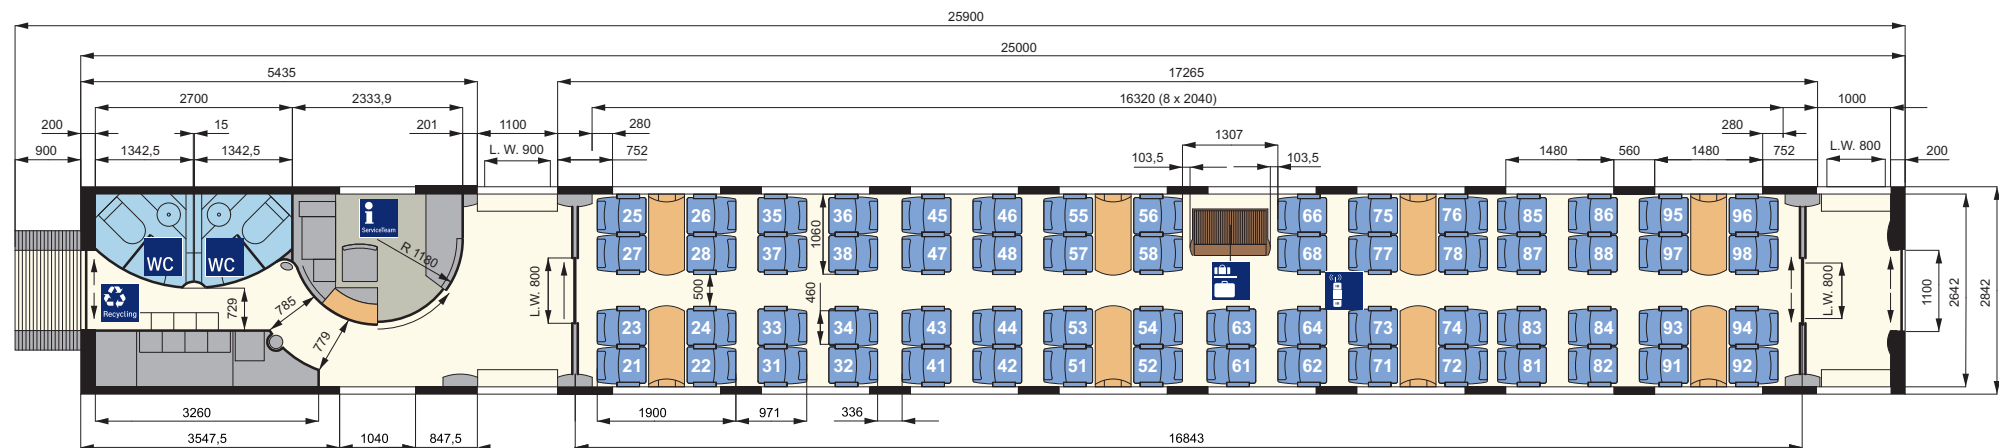 25900
25000
5435 17265
2700 2333,9 16320 (8 x 2040) 1000
200 15 201 1100 280 1307 280
900 1342,5 1342,5 L. W. 900 752 103,5 103,5 1480 560 1480 752 L.W. 800 200
i
ServiceTeam
R 1180
WC WC
Recycling
729 785 779
L.W. 800
1060
500
460
25 26 35 36 45 46 55 56 66 75 76 85 86 95 96
27 28 37 38 47 48 57 58 68 77 78 87 88 97 98
23 24 33 34 43 44 53 54 63 64 73 74 83 84 93 94
21 22 31 32 41 42 51 52 61 62 71 72 81 82 91 92
L.W. 800
1100
2642
2842
3260 1900 971 336
3547,5 1040 847,5 16843